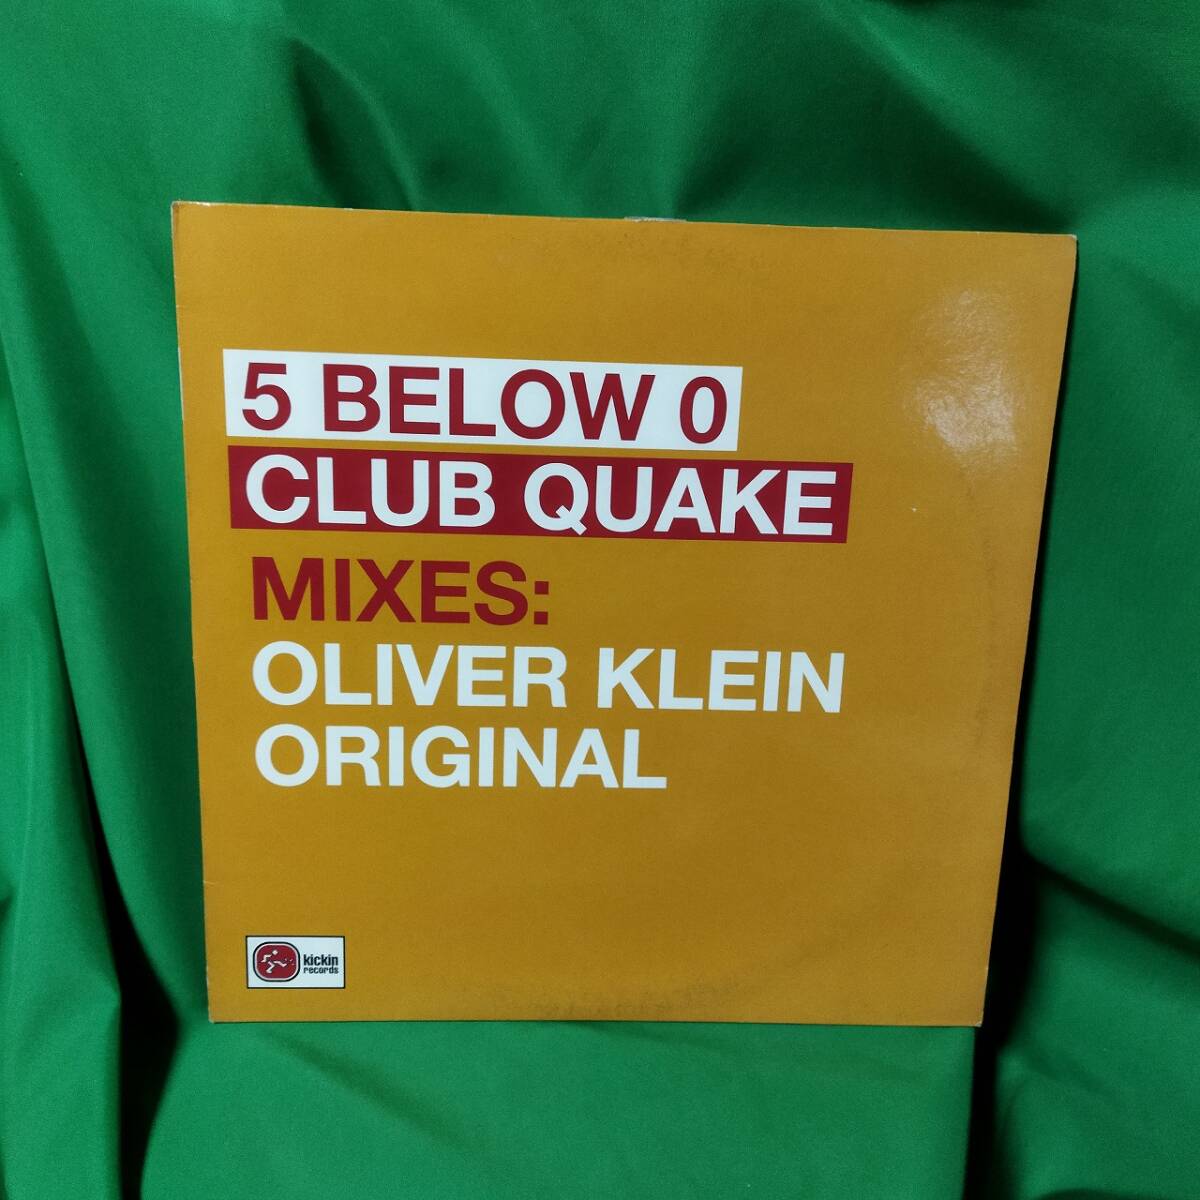 5 BELOW 0
CLUB QUAKE
MIXES:
OLIVER KLEIN
ORIGINAL
kickin
records